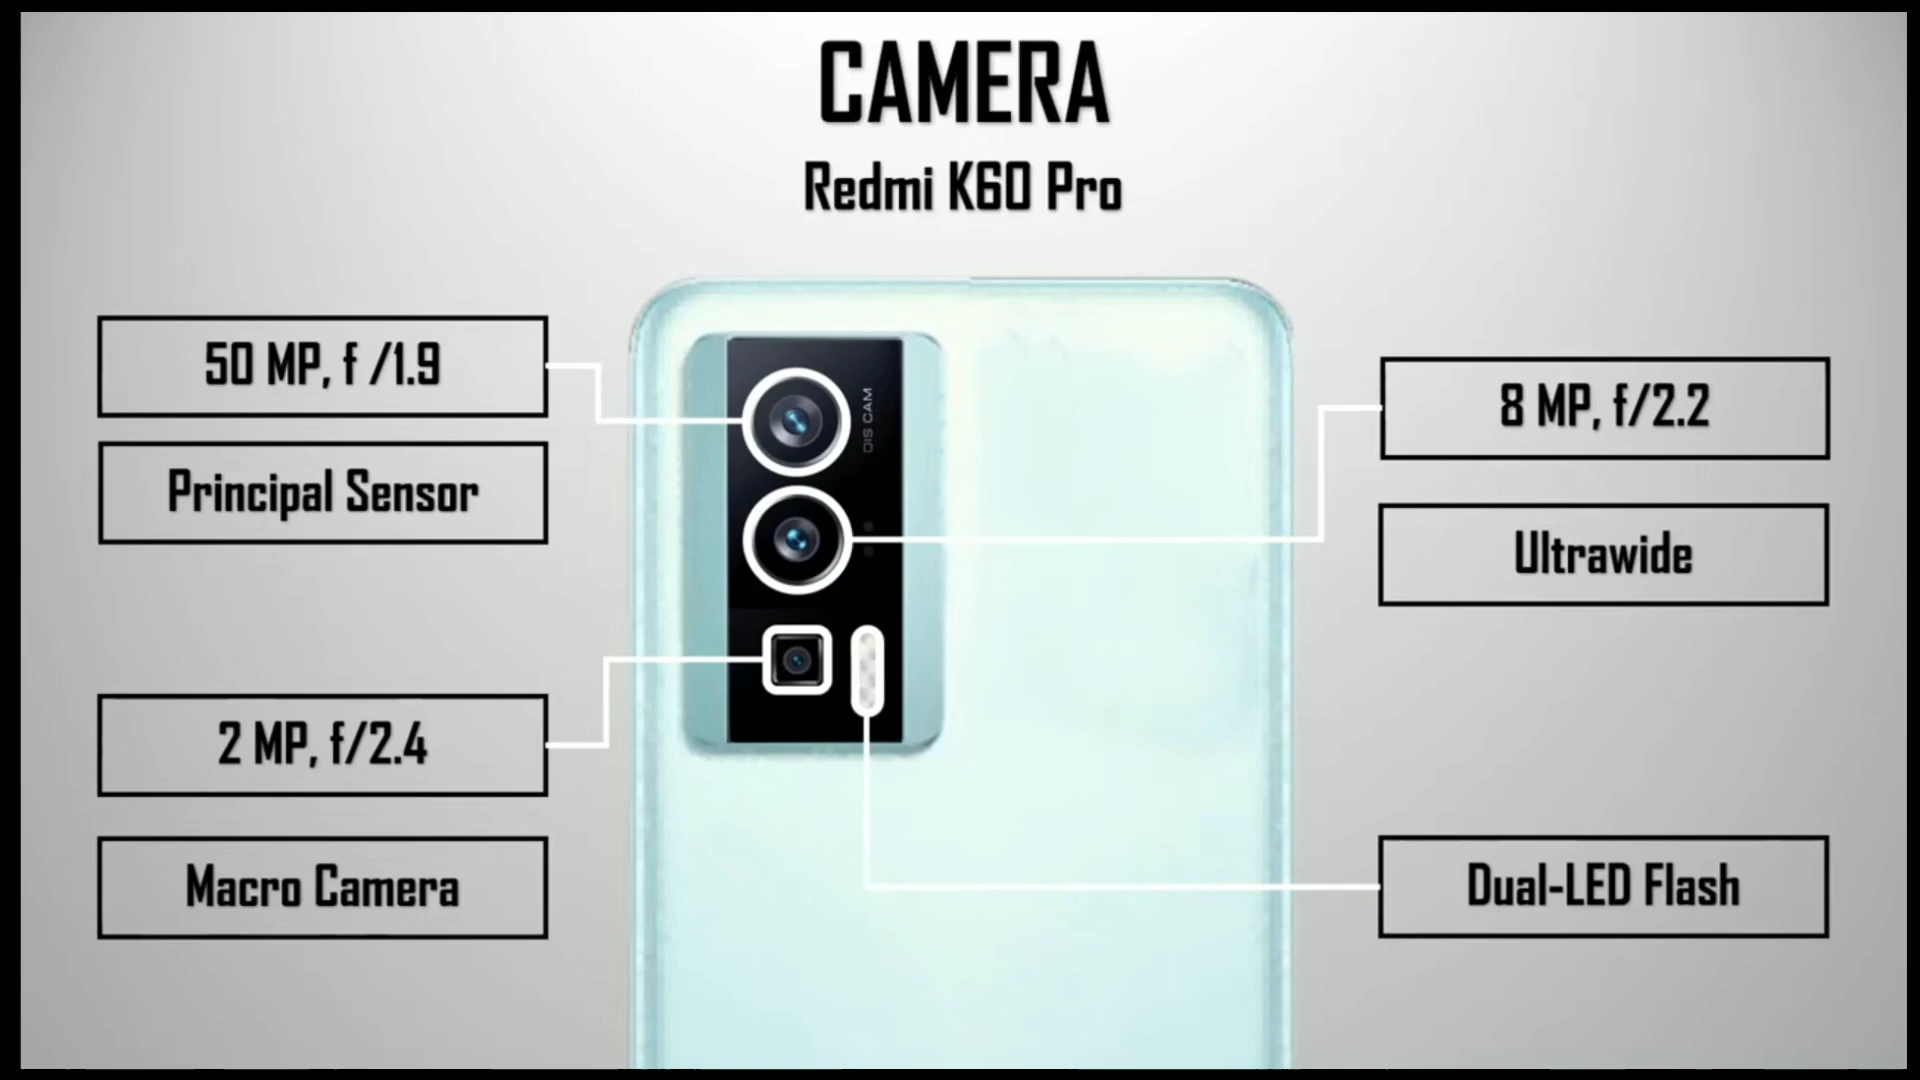 CAMERA
Redmi K60 Pro
50 MP, f /1.9
Principal Sensor
2 MP, f/2.4
Macro Camera
OIS CAM
8 MP, f/2.2
Ultrawide
Dual-LED Flash